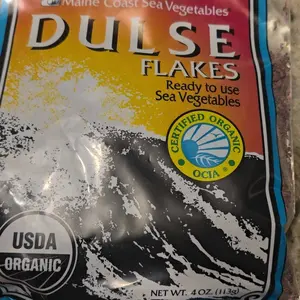 Maine Coast Sea Vegetables
DULSE
FLAKES
Ready to use
Sea Vegetables
CERTIFIED ORGANIC
OCIA
USDA
ORGANIC
NET WT. 4 OZ. (113g)